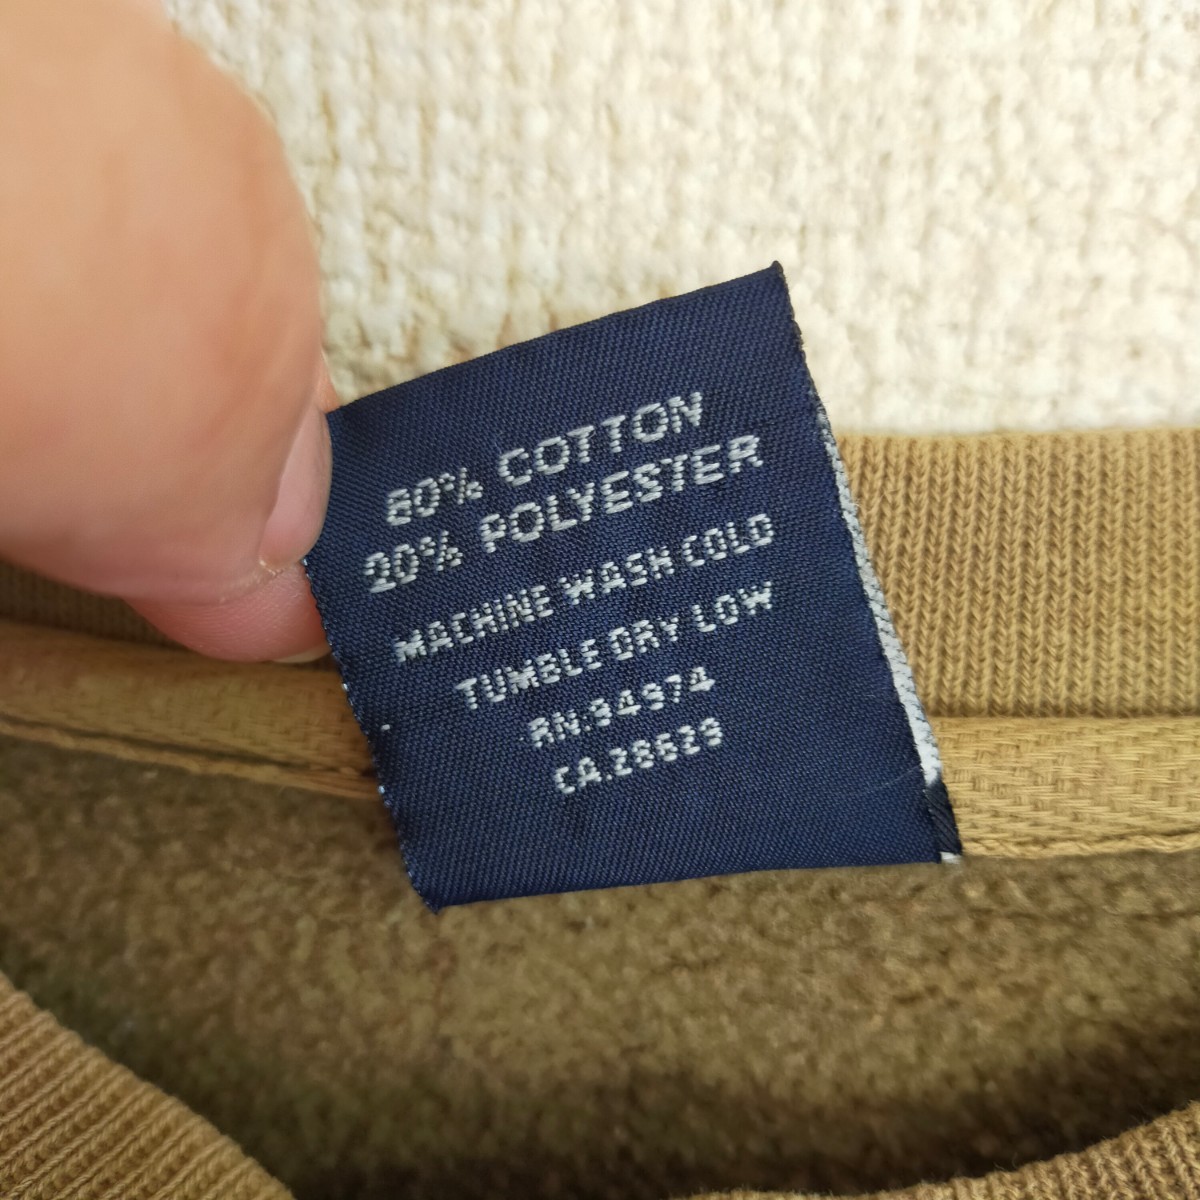 80% COTTON
20% POLYESTER
MACHINE WASH COLD
TUMBLE DRY LOW
RN:94974
CA.28629